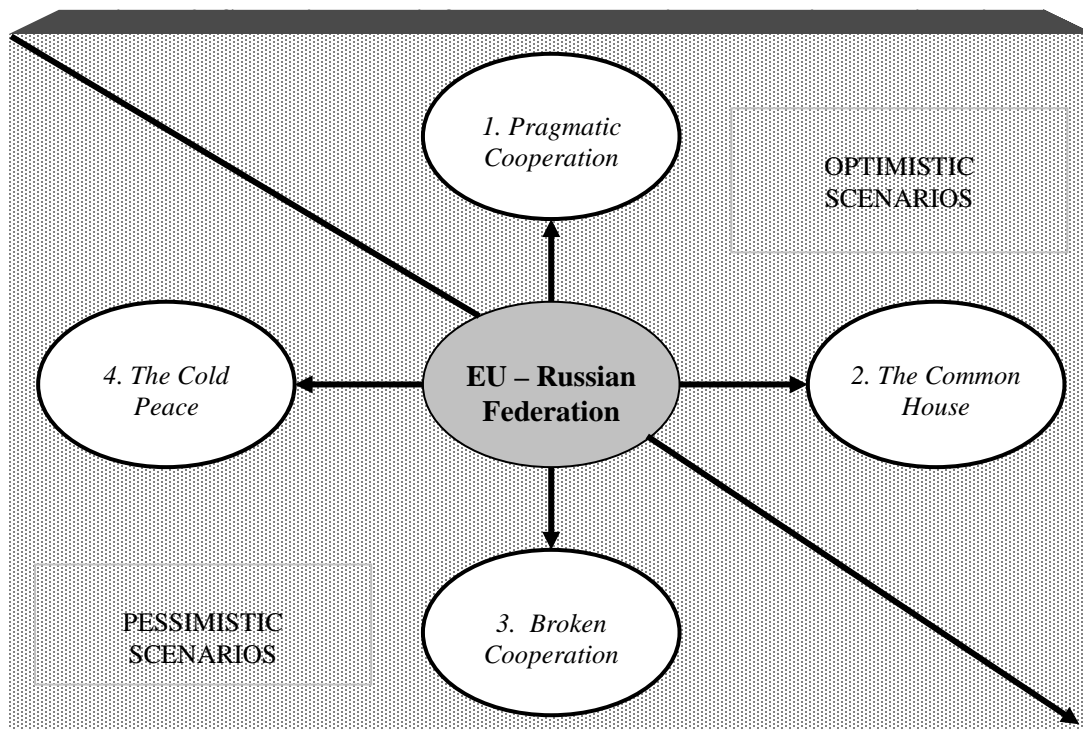 1. Pragmatic
Cooperation
OPTIMISTIC
SCENARIOS
4. The Cold
Peace
EU – Russian
Federation
2. The Common
House
PESSIMISTIC
SCENARIOS
3. Broken
Cooperation